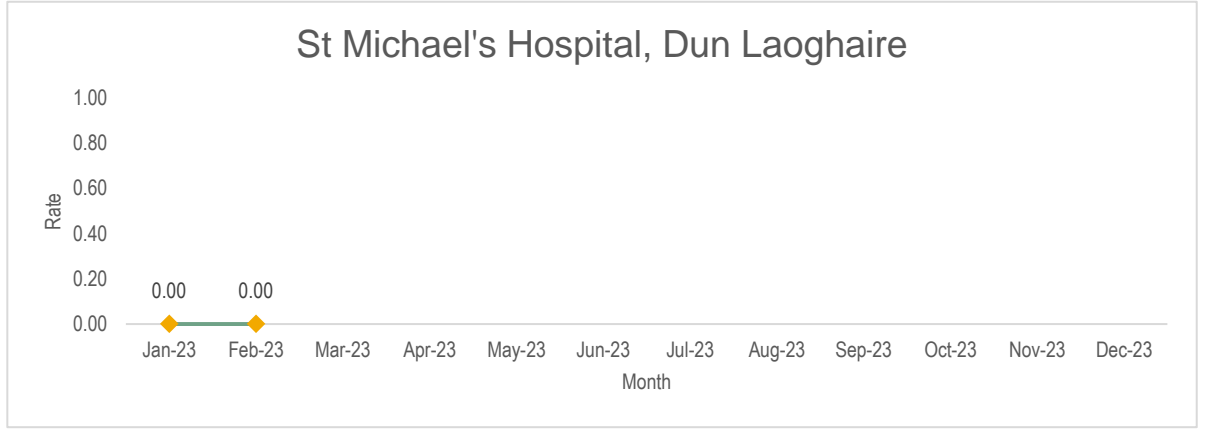 St Michael's Hospital, Dun Laoghaire
1.00
0.80
0.60
0.40
0.20
0.00
Rate
0.00 0.00
Jan-23 Feb-23 Mar-23 Apr-23 May-23 Jun-23 Jul-23 Aug-23 Sep-23 Oct-23 Nov-23 Dec-23
Month